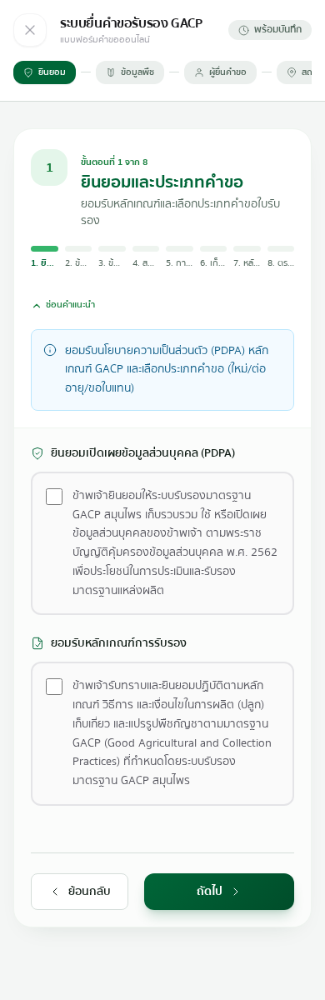 ระบบยื่นคำขอรับรอง GACP
แบบฟอร์มคำขอออนไลน์
พร้อมบันทึก
ยินยอม
ข้อมูลพืช
ผู้ยื่นคำขอ
สถ
1
ขั้นตอนที่ 1 จาก 8
ยินยอมและประเภทคำขอ
ยอมรับหลักเกณฑ์และเลือกประเภทคำขอใบรับ
รอง
1. ยิ...
2. ข้...
3. ข้...
4. ส...
5. กา...
6. เก็...
7. หลั...
8. ตร...
ซ่อนคำแนะนำ
ยอมรับนโยบายความเป็นส่วนตัว (PDPA) หลัก
เกณฑ์ GACP และเลือกประเภทคำขอ (ใหม่/ต่อ
อายุ/ขอใบแทน)
ยินยอมเปิดเผยข้อมูลส่วนบุคคล (PDPA)
ข้าพเจ้ายินยอมให้ระบบรับรองมาตรฐาน
GACP สมุนไพร เก็บรวบรวม ใช้ หรือเปิดเผย
ข้อมูลส่วนบุคคลของข้าพเจ้า ตามพระราช
บัญญัติคุ้มครองข้อมูลส่วนบุคคล พ.ศ. 2562
เพื่อประโยชน์ในการประเมินและรับรอง
มาตรฐานแหล่งผลิต
ยอมรับหลักเกณฑ์การรับรอง
ข้าพเจ้ารับทราบและยินยอมปฏิบัติตามหลัก
เกณฑ์ วิธีการ และเงื่อนไขในการผลิต (ปลูก)
เก็บเกี่ยว และแปรรูปพืชกัญชาตามมาตรฐาน
GACP (Good Agricultural and Collection
Practices) ที่กำหนดโดยระบบรับรอง
มาตรฐาน GACP สมุนไพร
ย้อนกลับ
ถัดไป